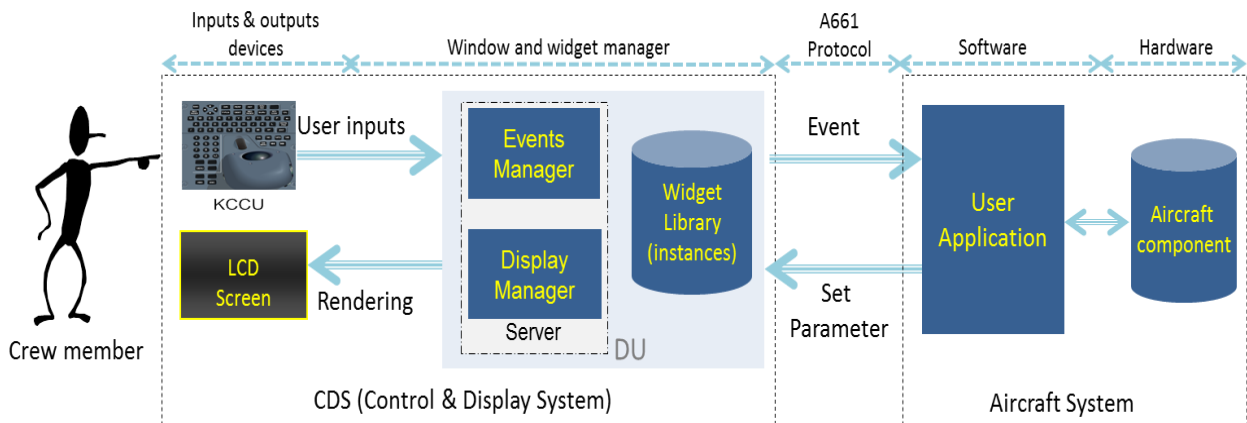 Inputs & outputs
devices
Window and widget manager
A661
Protocol
Software
Hardware
User inputs
KCCU
Events
Manager
Widget
Library
(instances)
Event
User
Application
Aircraft
component
LCD
Screen
Rendering
Display
Manager
Server
DU
Set
Parameter
Crew member
CDS (Control & Display System)
Aircraft System